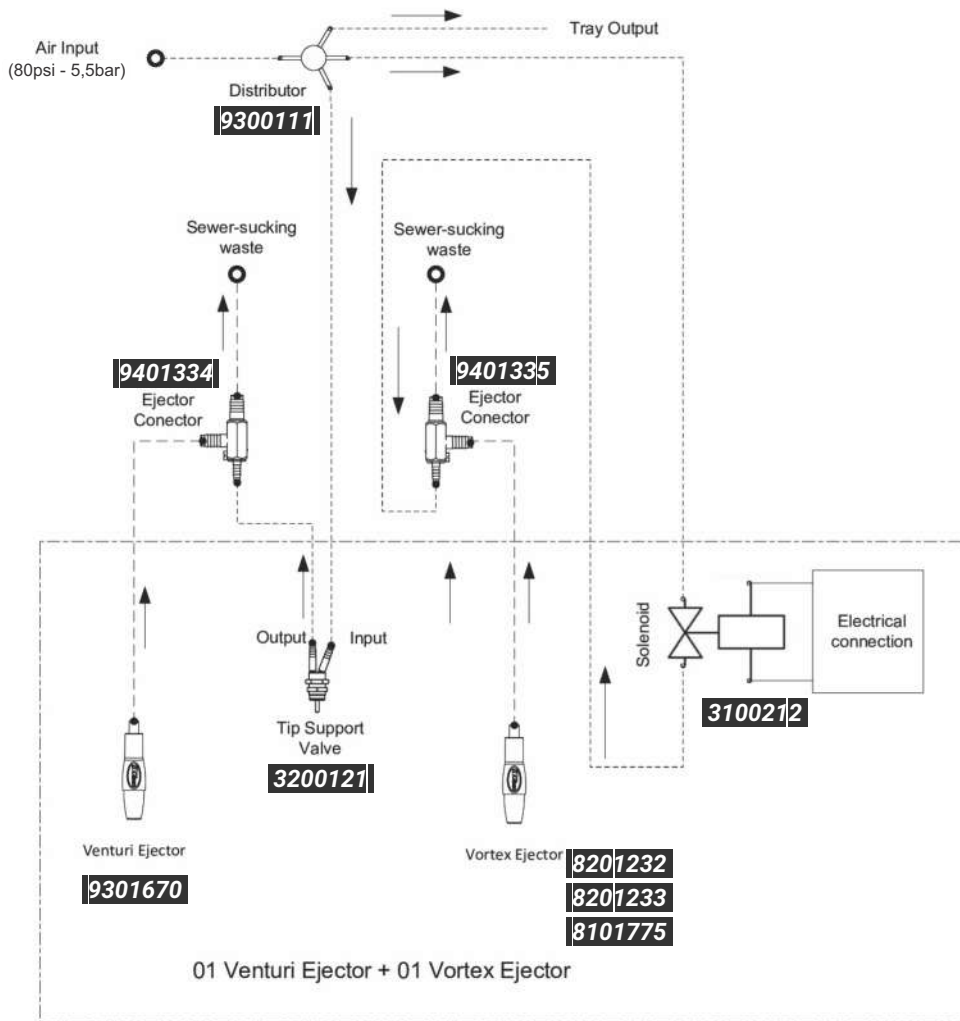 Tray Output
Air Input
(80psi - 5,5bar)
Distributor
9300111
Sewer-sucking
waste
Sewer-sucking
waste
9401334
Ejector
Conector
9401335
Ejector
Conector
Solenoid
Electrical
connection
Output
Input
3100212
Tip Support
Valve
3200121
Venturi Ejector
9301670
Vortex Ejector
8201232
8201233
8101775
01 Venturi Ejector + 01 Vortex Ejector